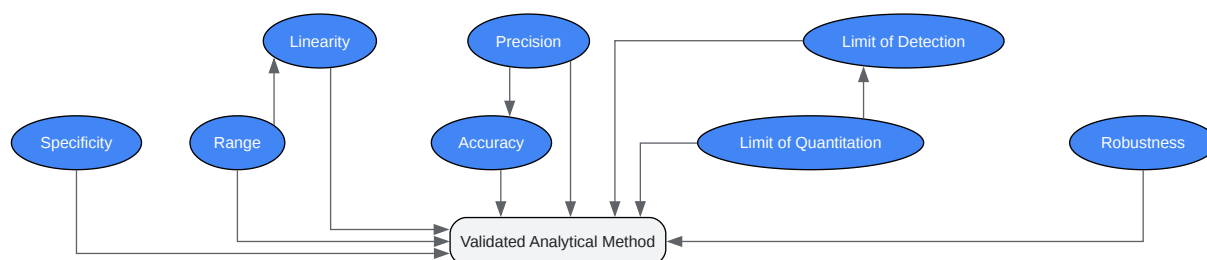 Linearity
Precision
Limit of Detection
Specificity
Range
Accuracy
Limit of Quantitation
Robustness
Validated Analytical Method